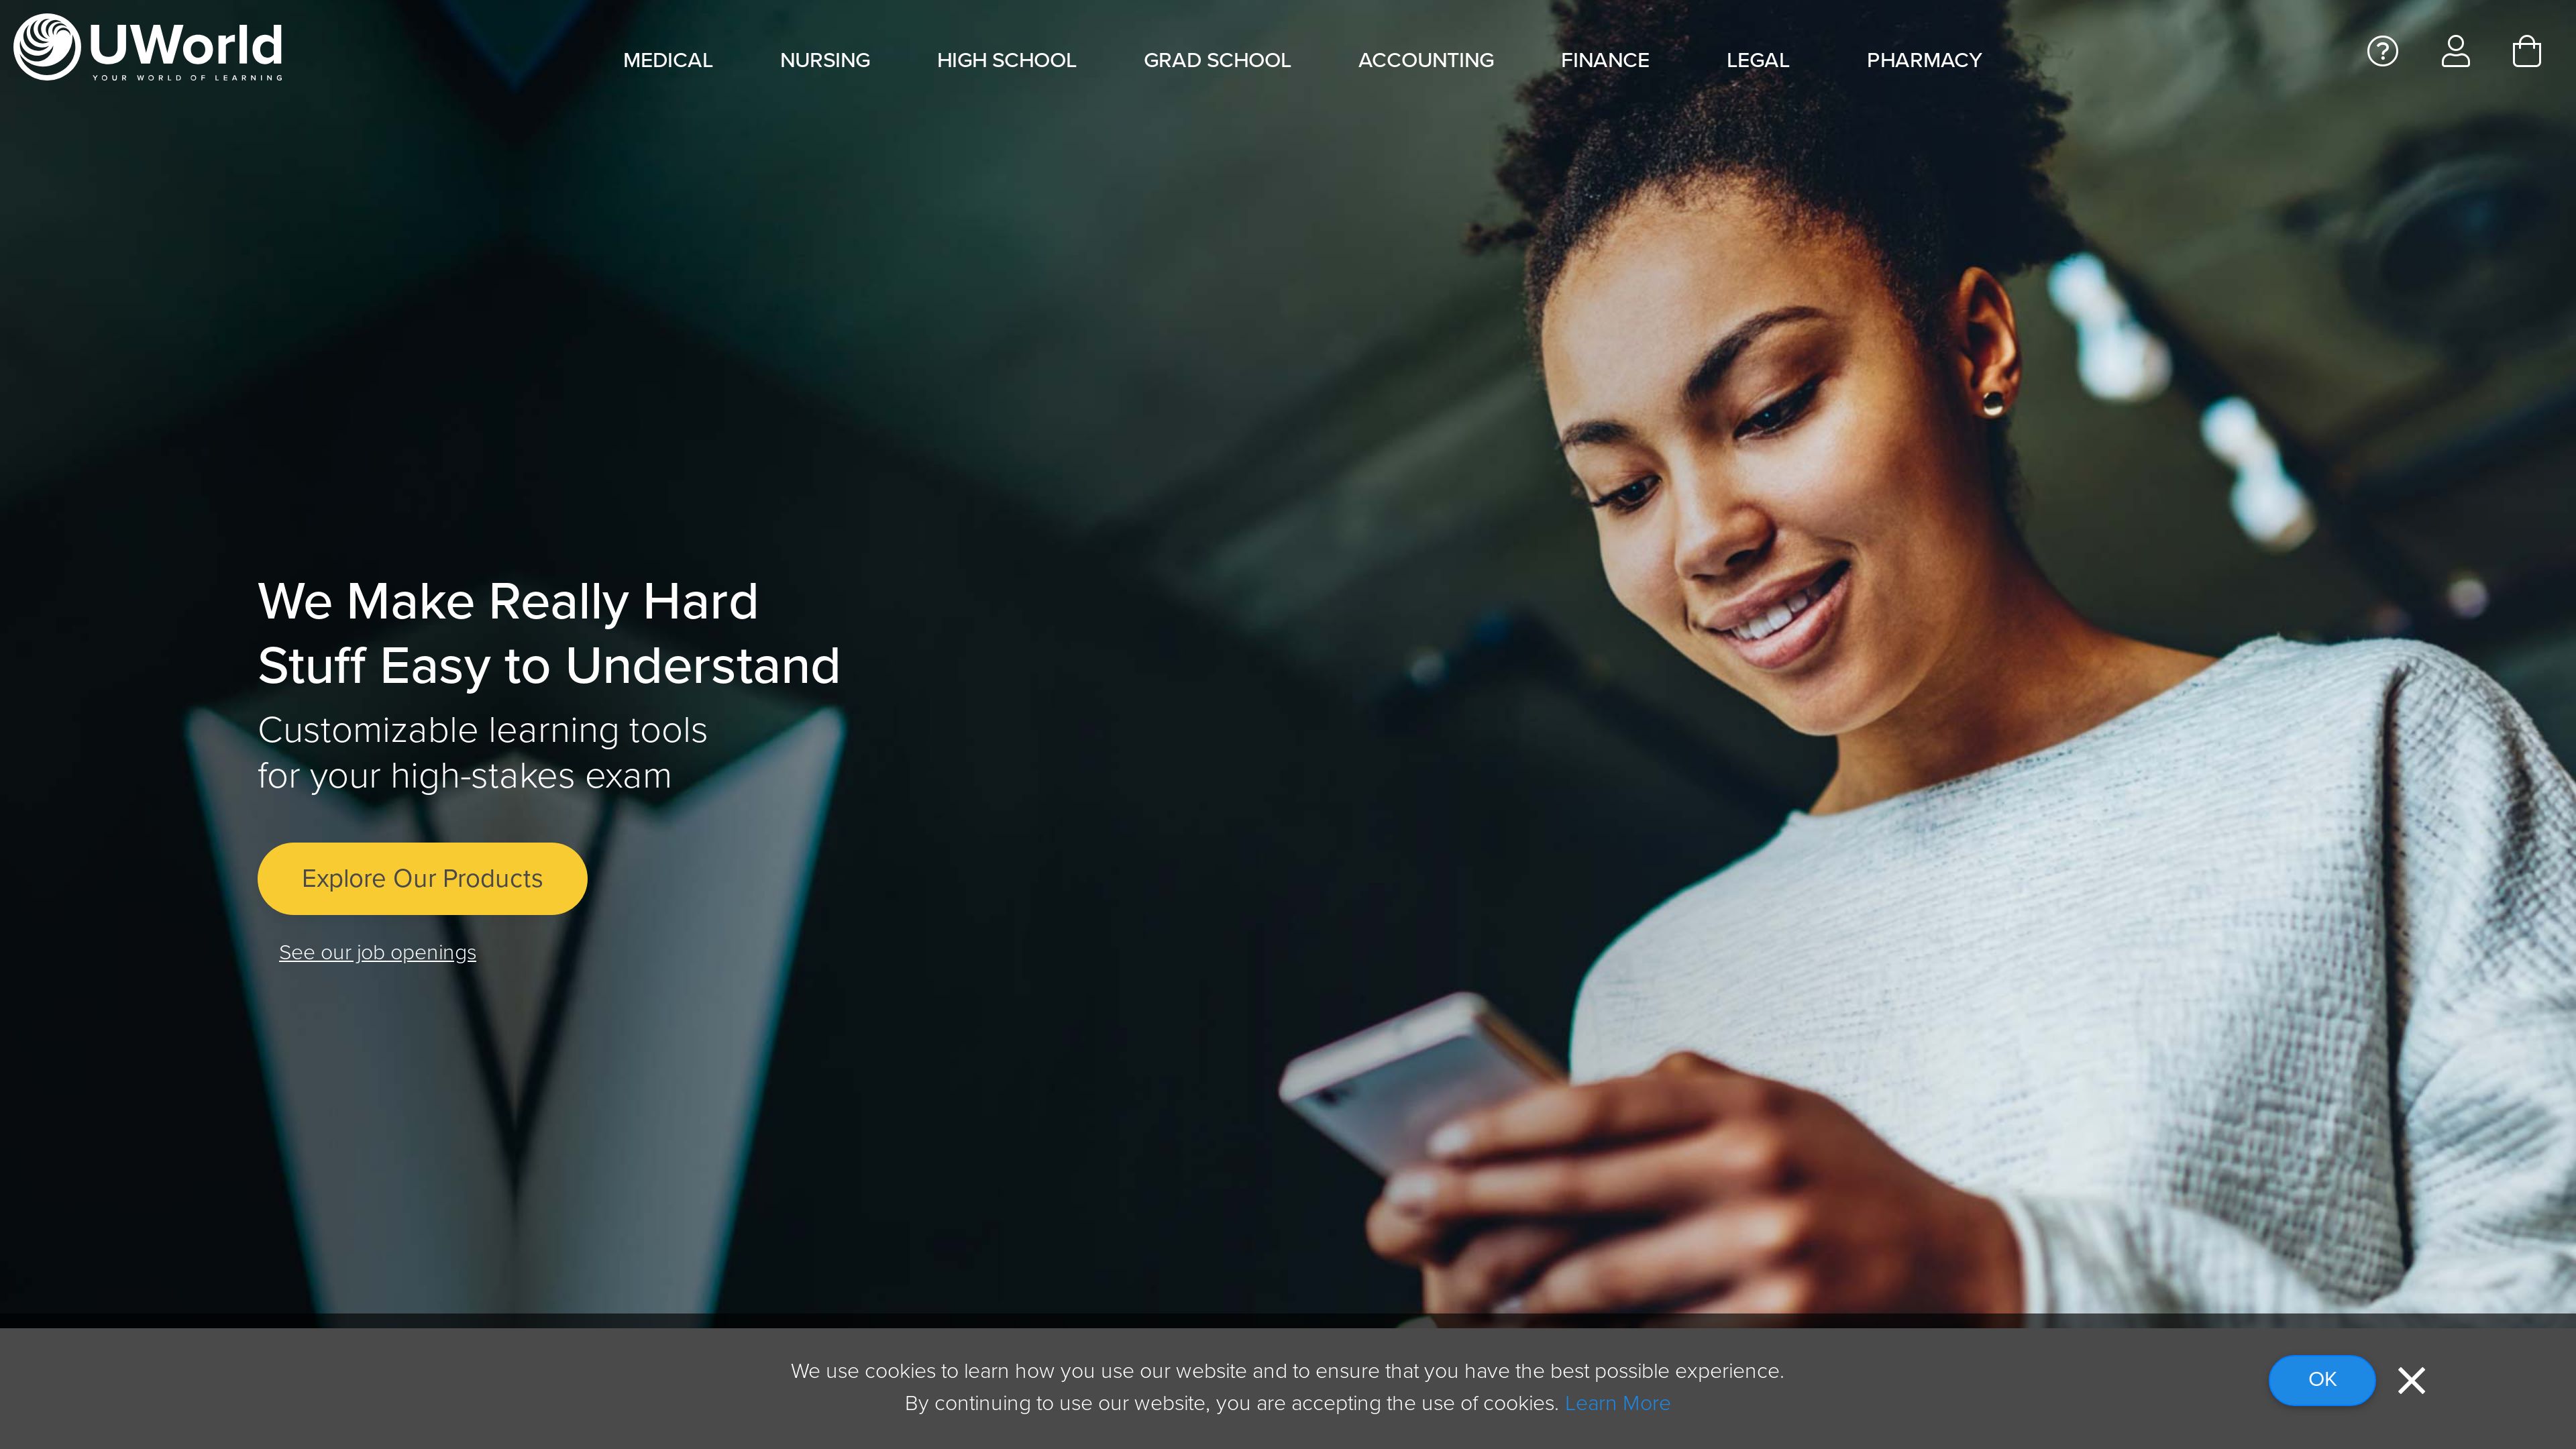 UWorld
YOUR WORLD OF LEARNING
MEDICAL
NURSING
HIGH SCHOOL
GRAD SCHOOL
ACCOUNTING
FINANCE
LEGAL
PHARMACY
We Make Really Hard
Stuff Easy to Understand
Customizable learning tools
for your high-stakes exam
Explore Our Products
See our job openings
We use cookies to learn how you use our website and to ensure that you have the best possible experience.
By continuing to use our website, you are accepting the use of cookies. Learn More
OK